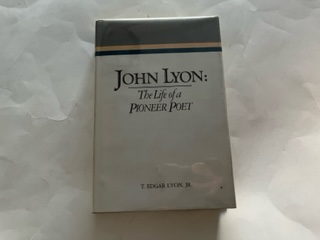 JOHN LYON:
The Life of a
PIONEER POET
T. EDGAR LYON, JR.